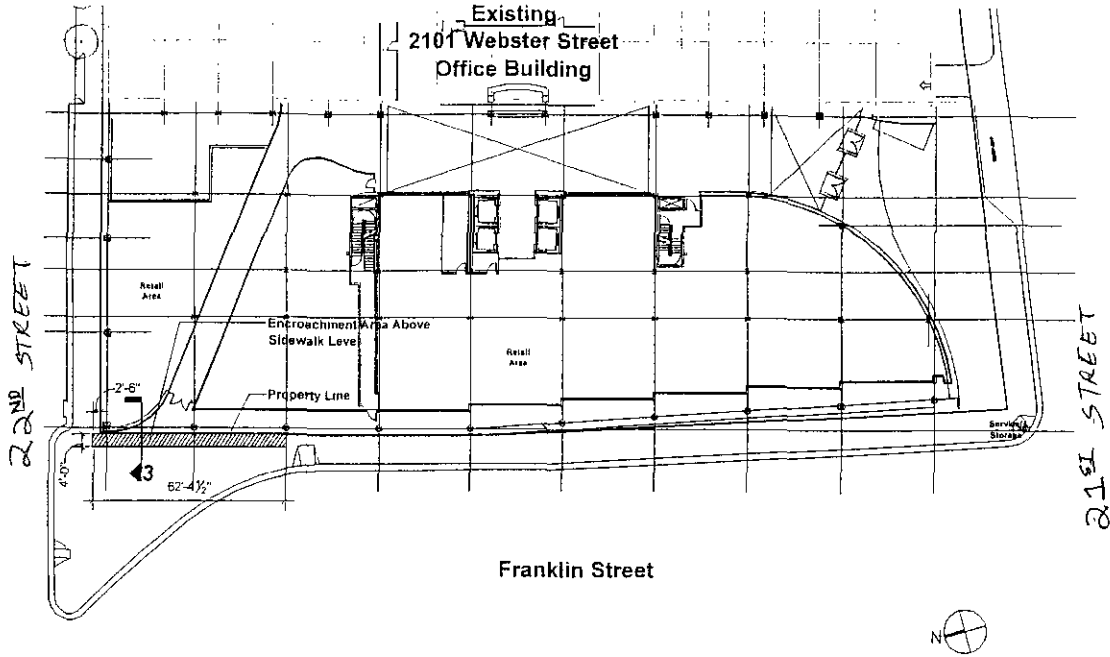 Existing
2101 Webster Street
Office Building
22ND STREET
Retail
Area
Encroachment Area Above
Sidewalk Level
Retail
Area
2'-6"
Property Line
4'-0"
3
62'-4½"
Service/
Storage
21ST STREET
Franklin Street
N